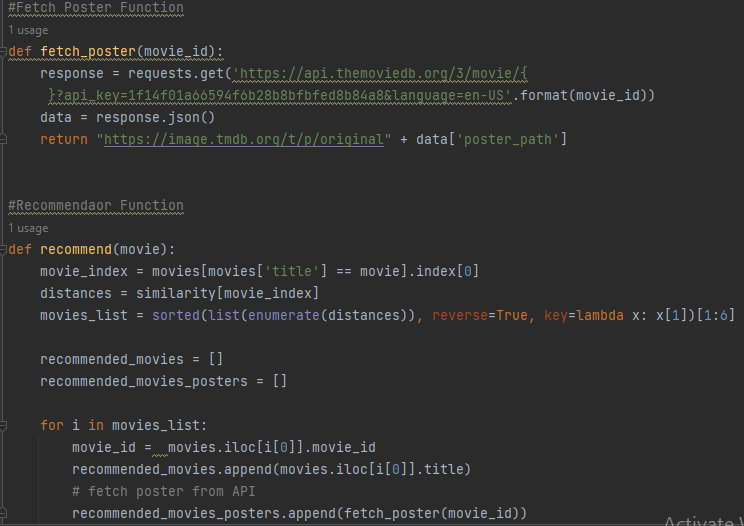 #Fetch Poster Function
1 usage
def fetch_poster(movie_id):
    response = requests.get('https://api.themoviedb.org/3/movie/{
    }?api_key=1f14f01a66594f6b28b8bfbfed8b84a8&language=en-US'.format(movie_id))
    data = response.json()
    return "https://image.tmdb.org/t/p/original" + data['poster_path']
#Recommendaor Function
1 usage
def recommend(movie):
    movie_index = movies[movies['title'] == movie].index[0]
    distances = similarity[movie_index]
    movies_list = sorted(list(enumerate(distances)), reverse=True, key=lambda x: x[1])[1:6]
    recommended_movies = []
    recommended_movies_posters = []
    for i in movies_list:
        movie_id =  movies.iloc[i[0]].movie_id
        recommended_movies.append(movies.iloc[i[0]].title)
        # fetch poster from API
        recommended_movies_posters.append(fetch_poster(movie_id))
Activate